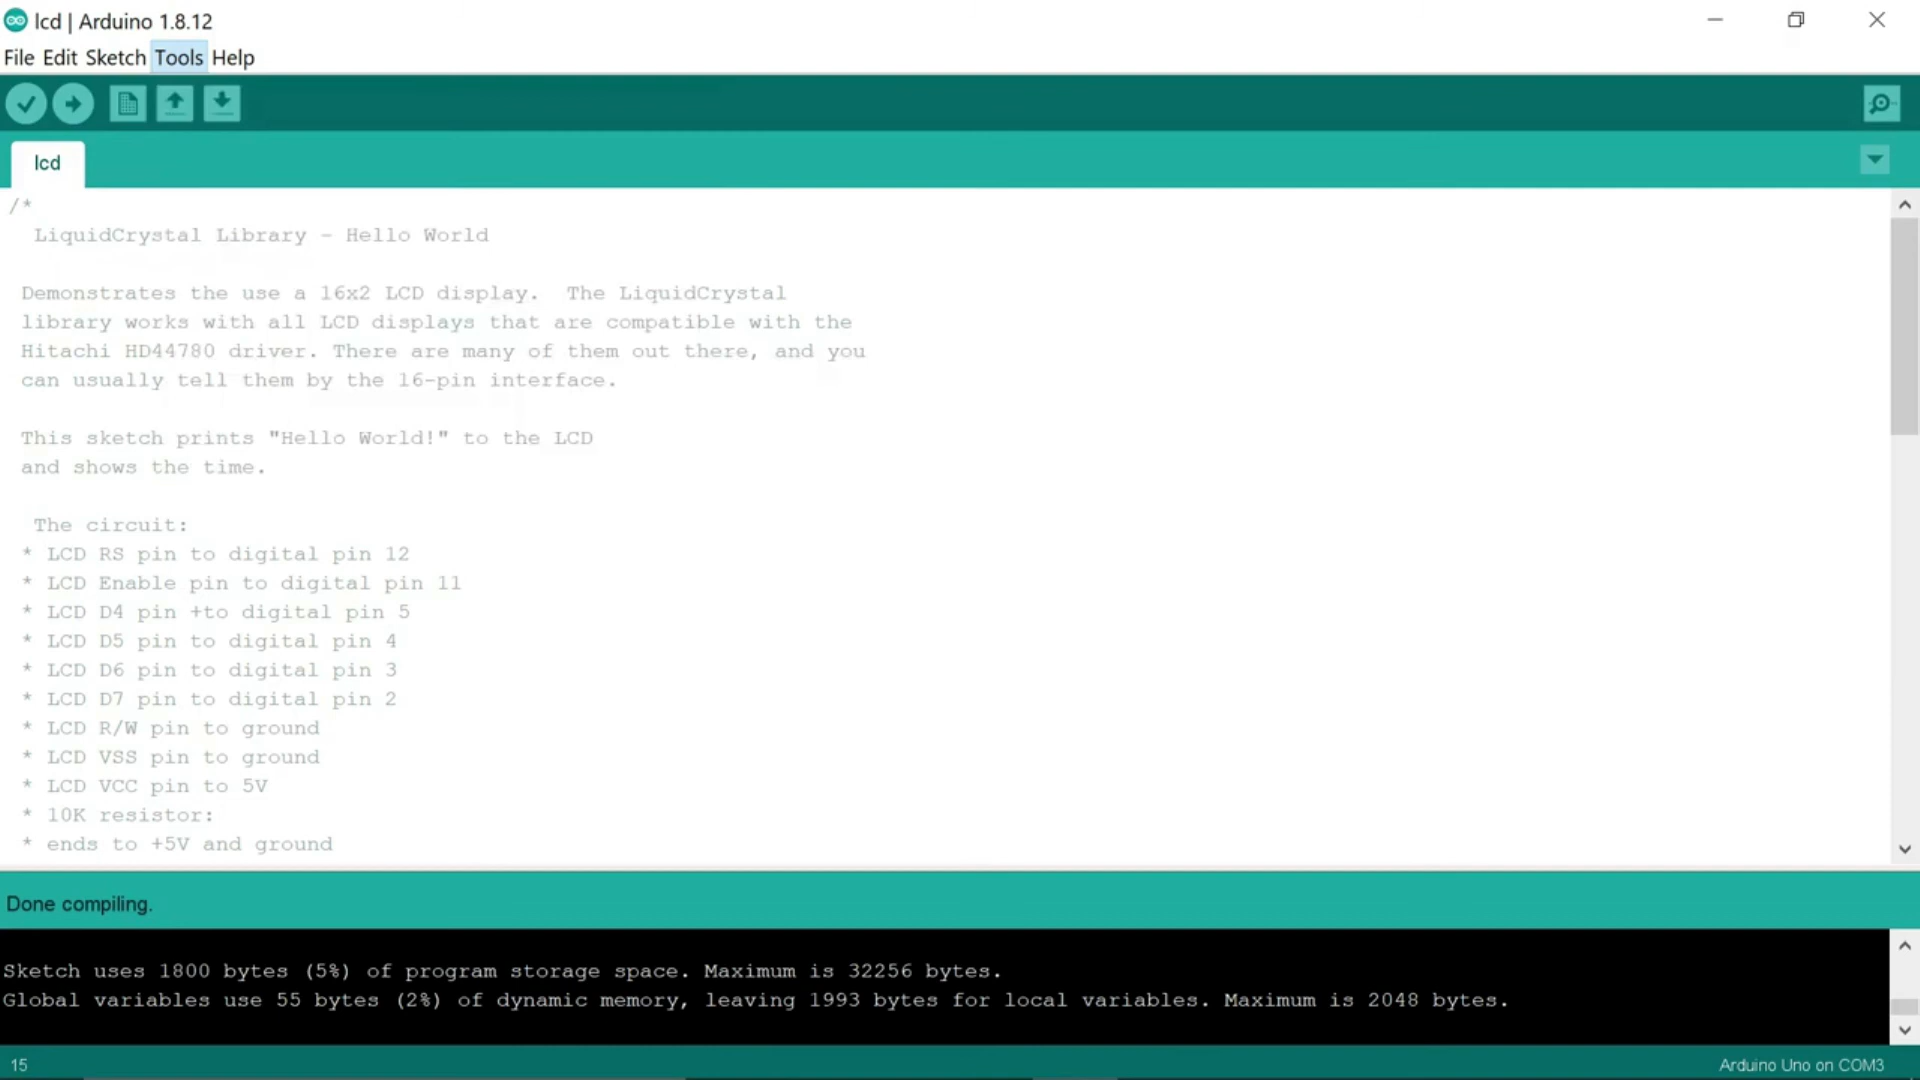 lcd | Arduino 1.8.12
File Edit Sketch Tools Help
lcd
/*
LiquidCrystal Library - Hello World
Demonstrates the use a 16x2 LCD display.  The LiquidCrystal
library works with all LCD displays that are compatible with the
Hitachi HD44780 driver. There are many of them out there, and you
can usually tell them by the 16-pin interface.
This sketch prints "Hello World!" to the LCD
and shows the time.
The circuit:
* LCD RS pin to digital pin 12
* LCD Enable pin to digital pin 11
* LCD D4 pin +to digital pin 5
* LCD D5 pin to digital pin 4
* LCD D6 pin to digital pin 3
* LCD D7 pin to digital pin 2
* LCD R/W pin to ground
* LCD VSS pin to ground
* LCD VCC pin to 5V
* 10K resistor:
* ends to +5V and ground
Done compiling.
Sketch uses 1800 bytes (5%) of program storage space. Maximum is 32256 bytes.
Global variables use 55 bytes (2%) of dynamic memory, leaving 1993 bytes for local variables. Maximum is 2048 bytes.
15
Arduino Uno on COM3